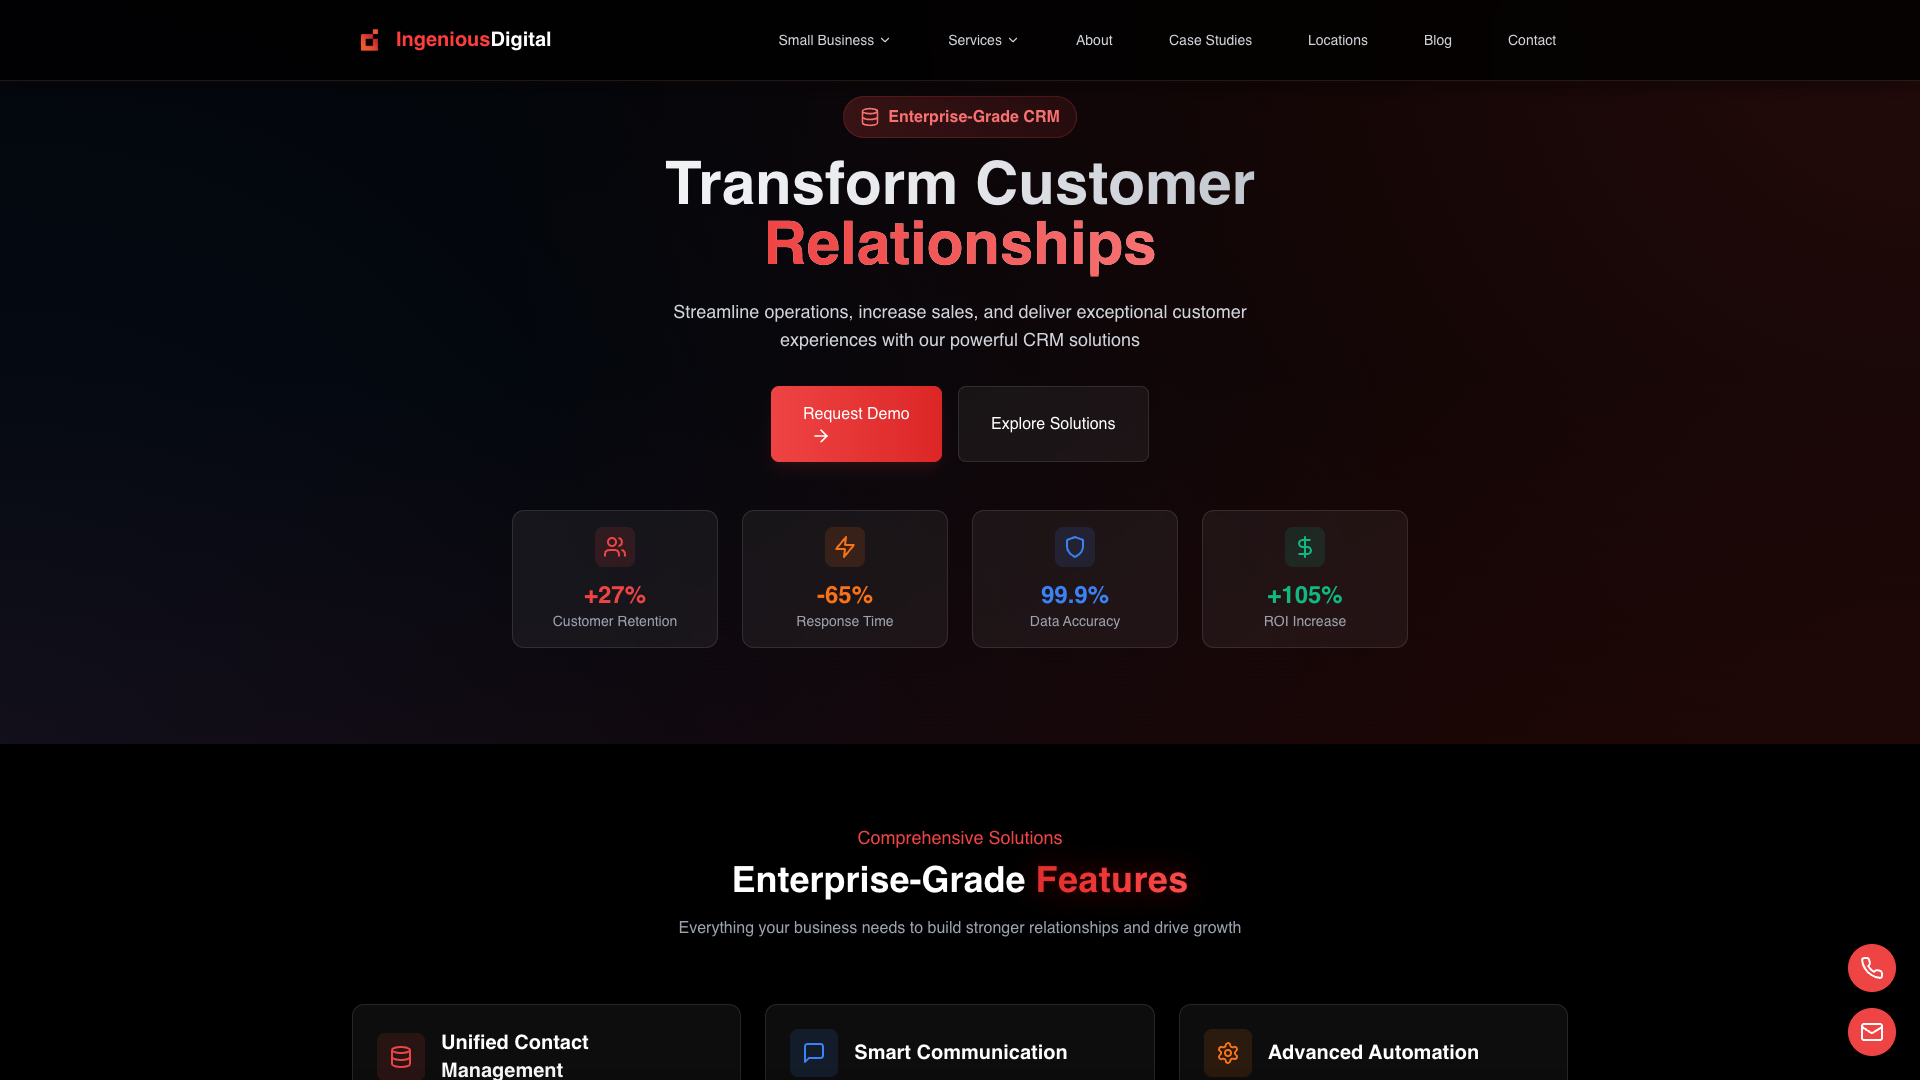 IngeniousDigital
Small Business
Services
About
Case Studies
Locations
Blog
Contact
Enterprise-Grade CRM
Transform Customer
Relationships
Streamline operations, increase sales, and deliver exceptional customer
experiences with our powerful CRM solutions
Request Demo
Explore Solutions
+27%
Customer Retention
-65%
Response Time
99.9%
Data Accuracy
+105%
ROI Increase
Comprehensive Solutions
Enterprise-Grade Features
Everything your business needs to build stronger relationships and drive growth
Unified Contact
Management
Smart Communication
Advanced Automation